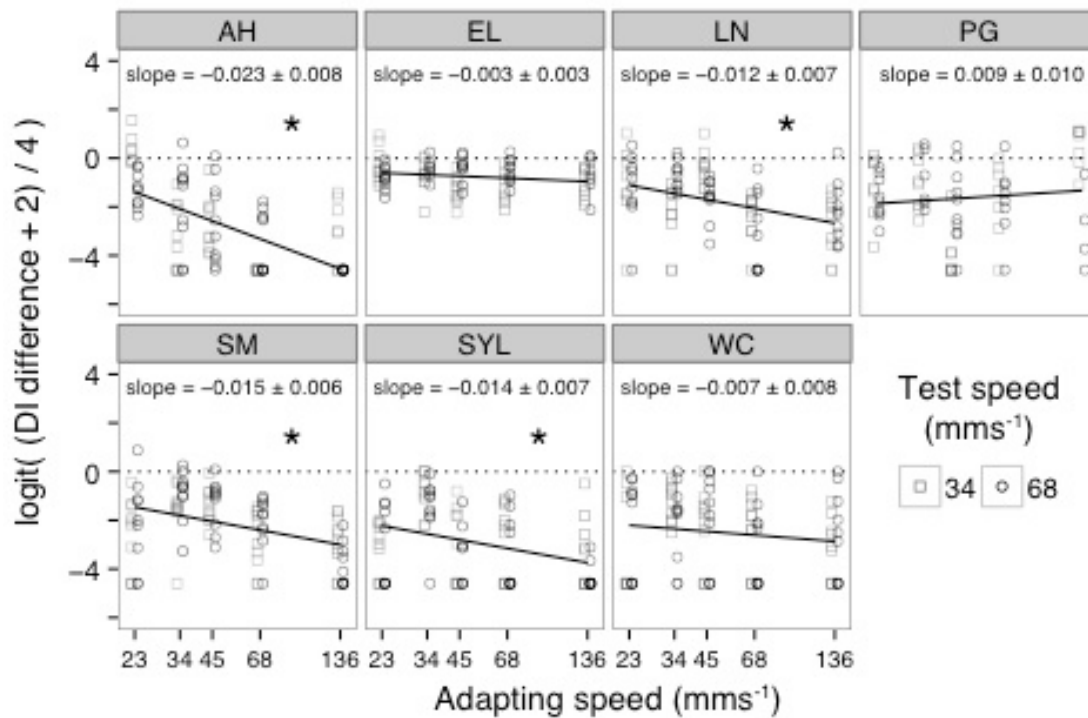 AH EL LN PG
slope = −0.023 ± 0.008 slope = −0.003 ± 0.003 slope = −0.012 ± 0.007 slope = 0.009 ± 0.010
* *
4
0
−4
SM SYL WC
slope = −0.015 ± 0.006 slope = −0.014 ± 0.007 slope = −0.007 ± 0.008
* *
4
0
−4
logit( (DI difference + 2) / 4 )
23 34 45 68 136 23 34 45 68 136 23 34 45 68 136
Adapting speed (mms⁻¹)
Test speed
(mms⁻¹)
34 68